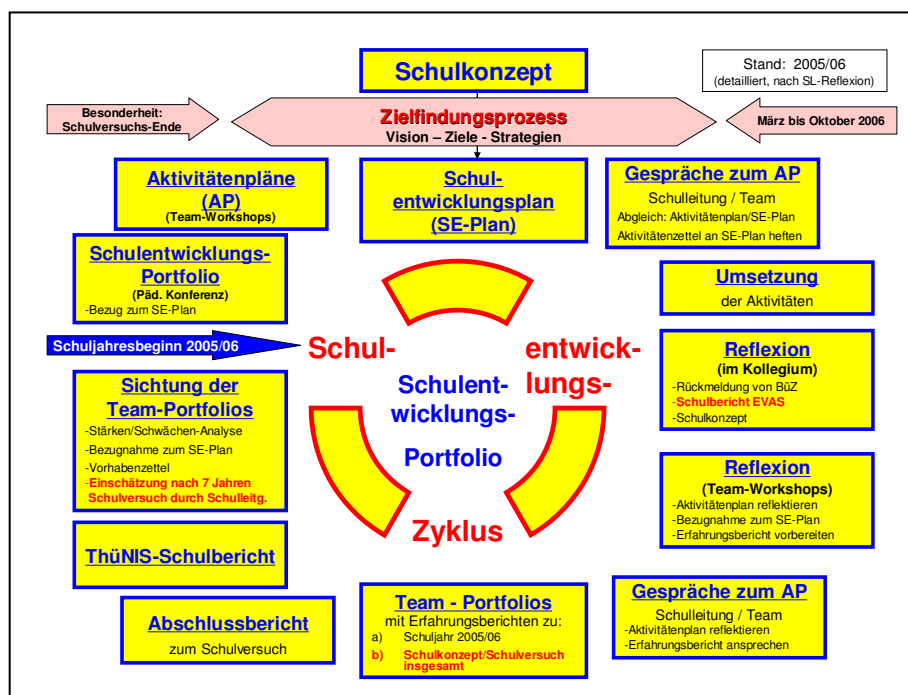 Schulkonzept
Stand: 2005/06
(detailliert, nach SL-Reflexion)
Besonderheit:
Schulversuchs-Ende
Zielfindungsprozess
Vision – Ziele - Strategien
März bis Oktober 2006
Aktivitätenpläne
(AP)
(Team-Workshops)
Schul-
entwicklungsplan
(SE-Plan)
Gespräche zum AP
Schulleitung / Team
Abgleich: Aktivitätenplan/SE-Plan
Aktivitätenzettel an SE-Plan heften
Schulentwicklungs-
Portfolio
(Päd. Konferenz)
-Bezug zum SE-Plan
Umsetzung
der Aktivitäten
Schuljahresbeginn 2005/06
Schul-
entwick-
lungs-
Zyklus
Schulent-
wicklungs-
Portfolio
Reflexion
(im Kollegium)
-Rückmeldung von BüZ
-Schulbericht EVAS
-Schulkonzept
Sichtung der
Team-Portfolios
-Stärken/Schwächen-Analyse
-Bezugnahme zum SE-Plan
-Vorhabenzettel
-Einschätzung nach 7 Jahren
Schulversuch durch Schulleitg.
Reflexion
(Team-Workshops)
-Aktivitätenplan reflektieren
-Bezugnahme zum SE-Plan
-Erfahrungsbericht vorbereiten
ThüNIS-Schulbericht
Abschlussbericht
zum Schulversuch
Team - Portfolios
mit Erfahrungsberichten zu:
a) Schuljahr 2005/06
b) Schulkonzept/Schulversuch
insgesamt
Gespräche zum AP
Schulleitung / Team
-Aktivitätenplan reflektieren
-Erfahrungsbericht ansprechen